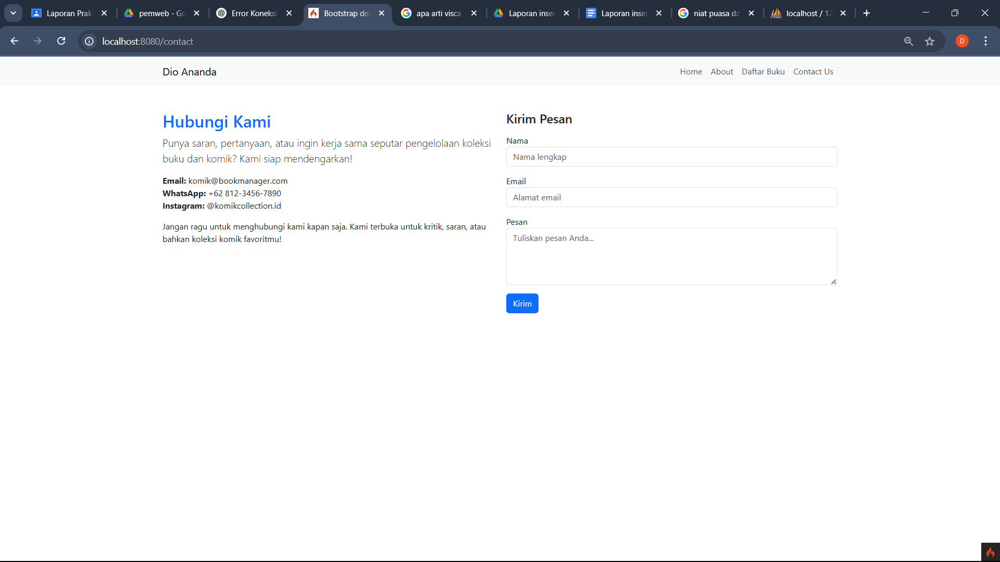 Laporan Prak
pemweb - Go
Error Koneksi
Bootstrap de
apa arti visca
Laporan inser
Laporan inser
niat puasa dz
localhost / 12
localhost:8080/contact
D
Dio Ananda
Home
About
Daftar Buku
Contact Us
Hubungi Kami
Punya saran, pertanyaan, atau ingin kerja sama seputar pengelolaan koleksi
buku dan komik? Kami siap mendengarkan!
Email: komik@bookmanager.com
WhatsApp: +62 812-3456-7890
Instagram: @komikcollection.id
Jangan ragu untuk menghubungi kami kapan saja. Kami terbuka untuk kritik, saran, atau
bahkan koleksi komik favoritmu!
Kirim Pesan
Nama
Nama lengkap
Email
Alamat email
Pesan
Tuliskan pesan Anda...
Kirim